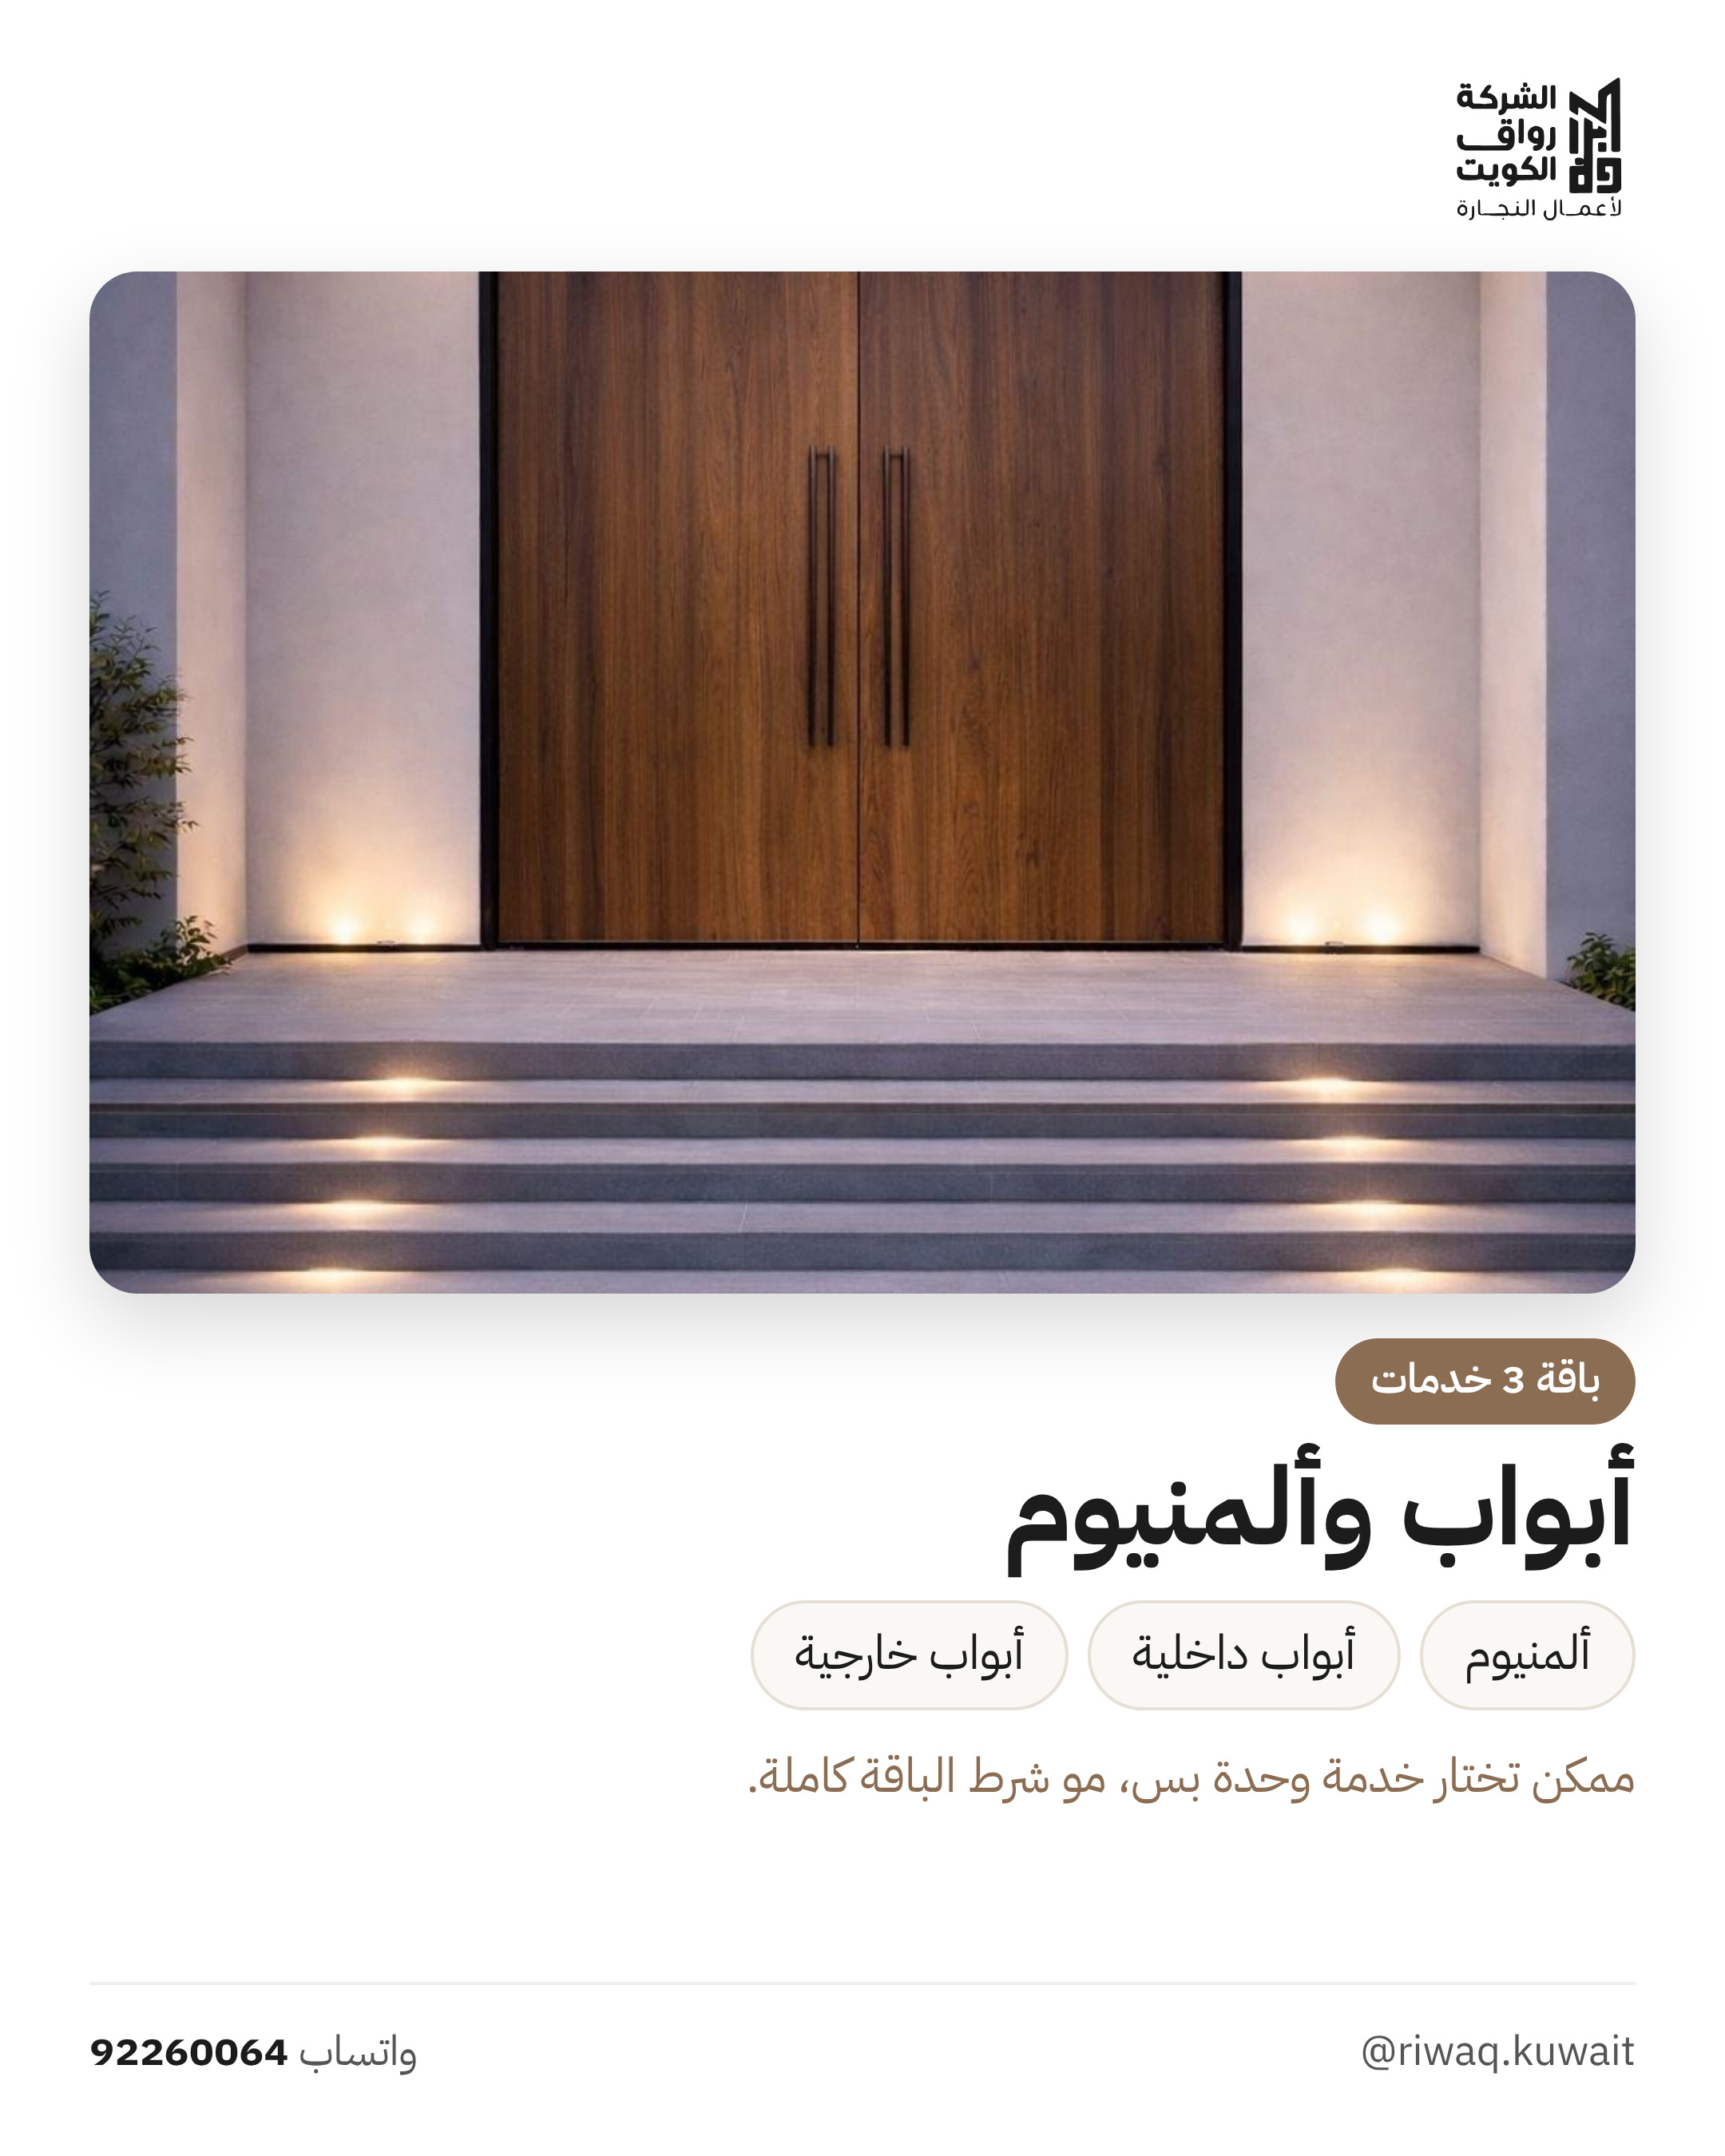 الشركة
رواق
الكويت
لأعمال النجارة
باقة 3 خدمات
أبواب وألمنيوم
ألمنيوم أبواب داخلية أبواب خارجية
ممكن تختار خدمة وحدة بس، مو شرط الباقة كاملة.
@riwaq.kuwait
واتساب 92260064